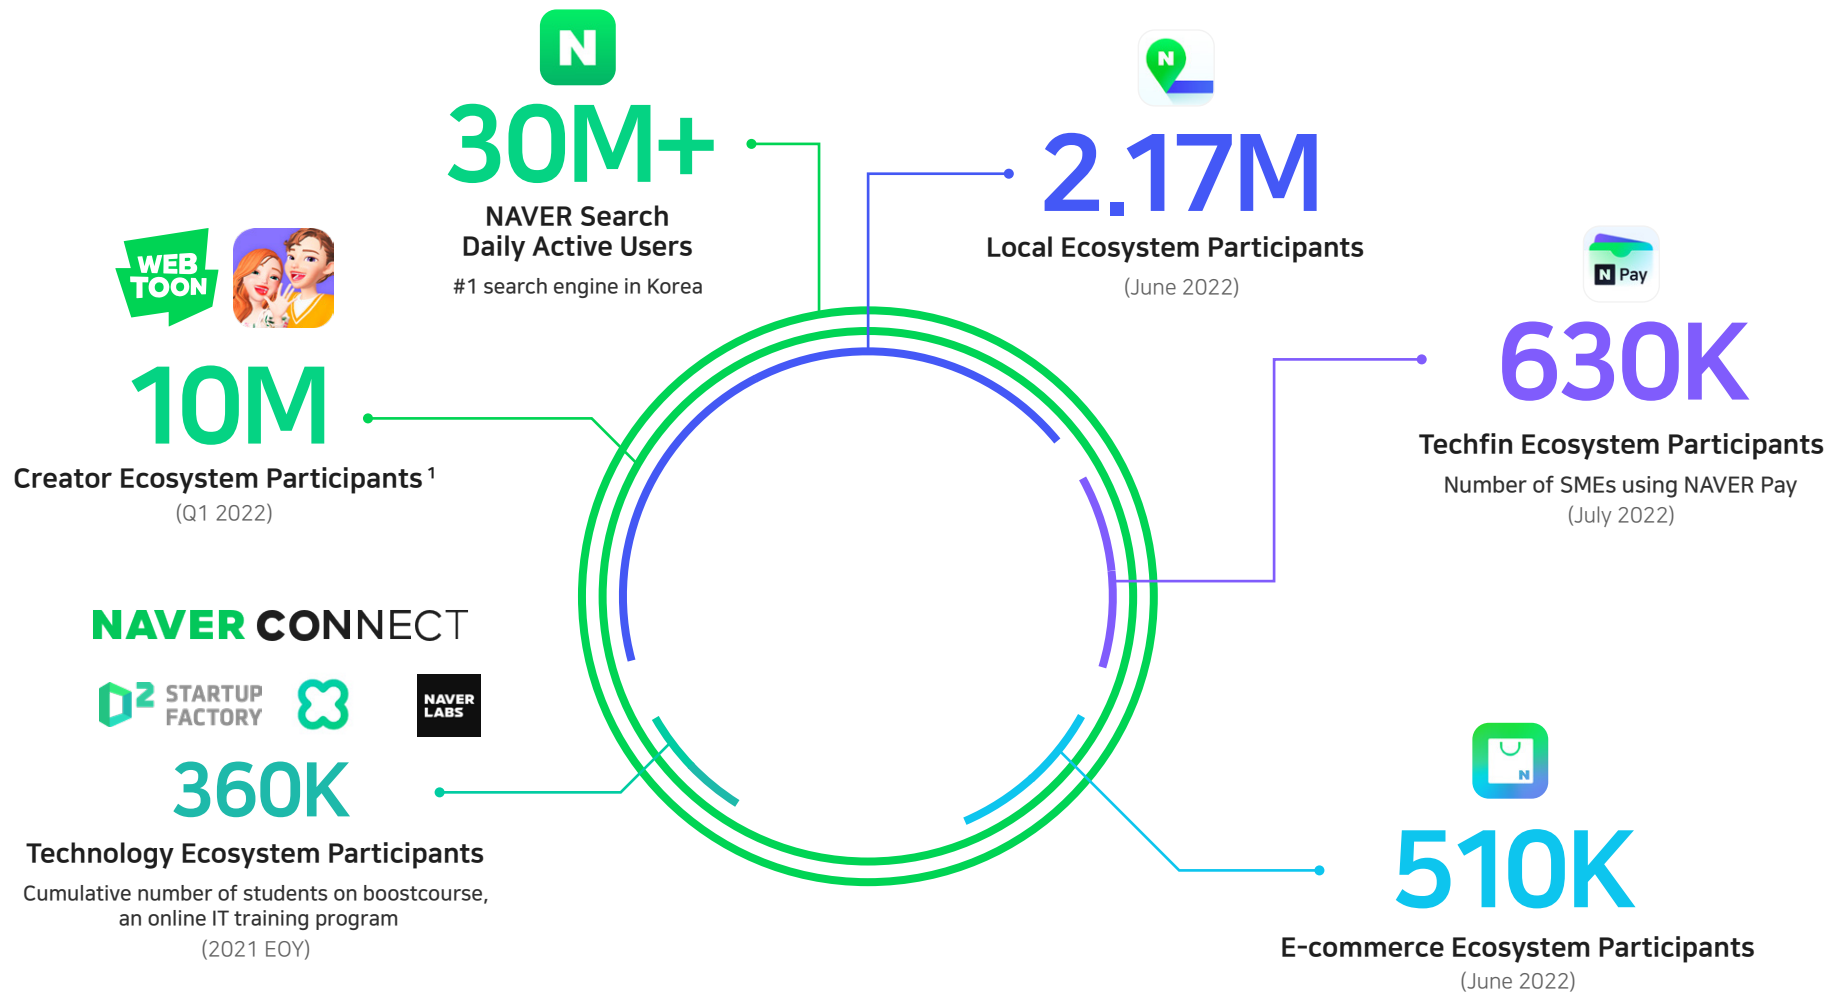 N
30M+
NAVER Search
Daily Active Users
#1 search engine in Korea
N
2.17M
Local Ecosystem Participants
(June 2022)
WEB
TOON
10M
Creator Ecosystem Participants 1
(Q1 2022)
N Pay
630K
Techfin Ecosystem Participants
Number of SMEs using NAVER Pay
(July 2022)
NAVER CONNECT
D2 STARTUP
FACTORY
NAVER
LABS
360K
Technology Ecosystem Participants
Cumulative number of students on boostcourse,
an online IT training program
(2021 EOY)
N
510K
E-commerce Ecosystem Participants
(June 2022)